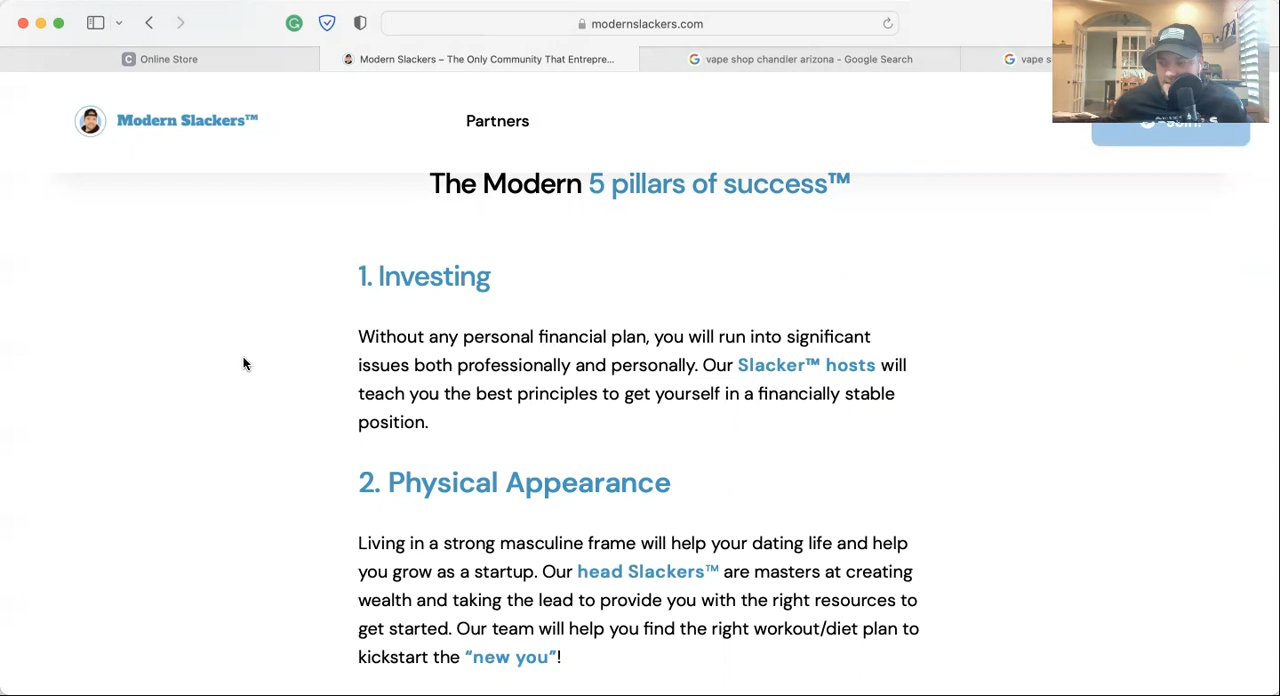 modernslackers.com
Online Store
Modern Slackers – The Only Community That Entrepre...
vape shop chandler arizona - Google Search
vape s
Modern Slackers™
Partners
The Modern 5 pillars of success™
1. Investing
Without any personal financial plan, you will run into significant
issues both professionally and personally. Our Slacker™ hosts will
teach you the best principles to get yourself in a financially stable
position.
2. Physical Appearance
Living in a strong masculine frame will help your dating life and help
you grow as a startup. Our head Slackers™ are masters at creating
wealth and taking the lead to provide you with the right resources to
get started. Our team will help you find the right workout/diet plan to
kickstart the “new you”!